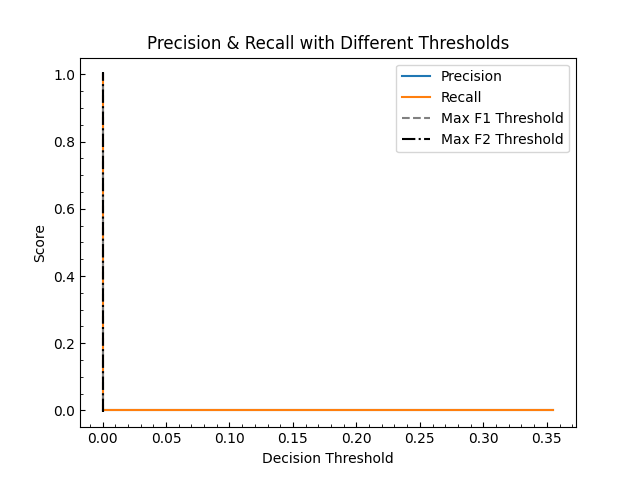 Precision & Recall with Different Thresholds
Precision
Recall
Max F1 Threshold
Max F2 Threshold
Score
1.0
0.8
0.6
0.4
0.2
0.0
0.00 0.05 0.10 0.15 0.20 0.25 0.30 0.35
Decision Threshold